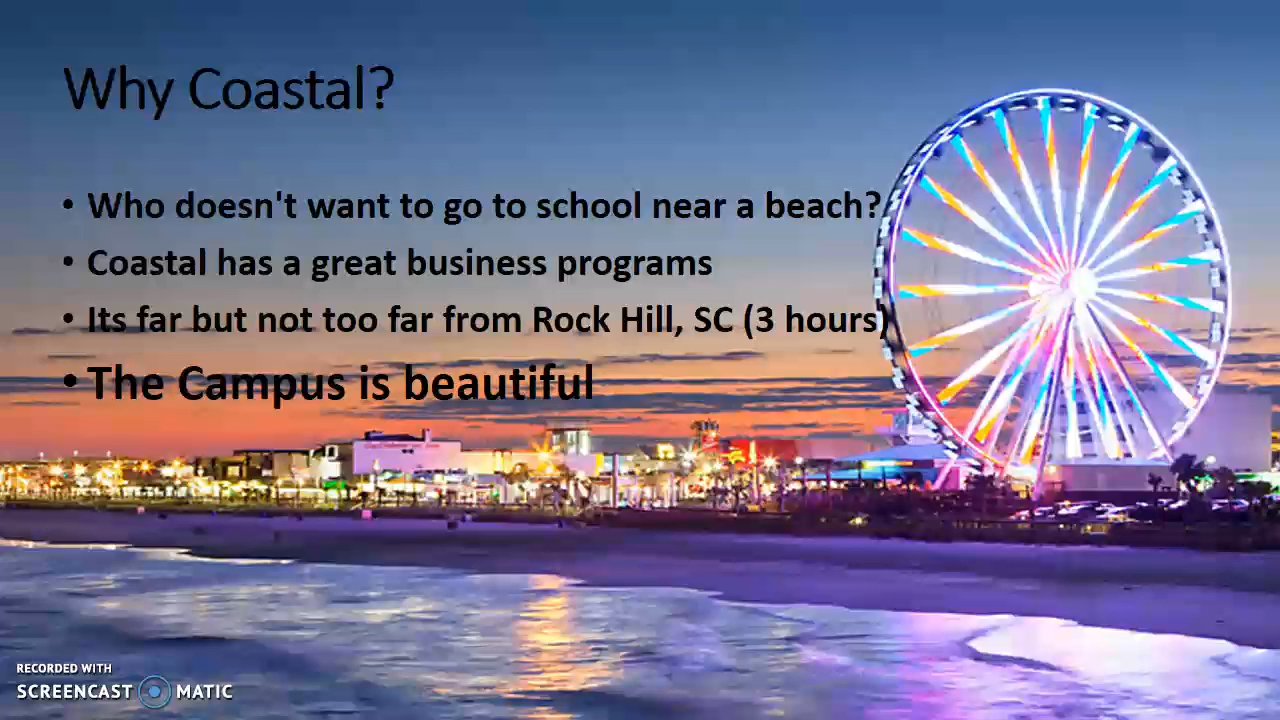 Why Coastal?
• Who doesn't want to go to school near a beach?
• Coastal has a great business programs
• Its far but not too far from Rock Hill, SC (3 hours)
• The Campus is beautiful
RECORDED WITH
SCREENCAST MATIC